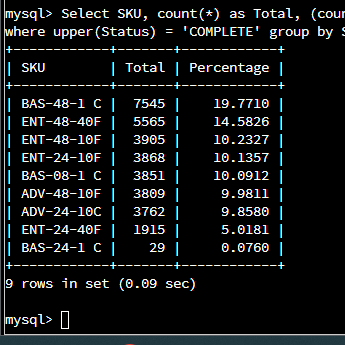 mysql> Select SKU, count(*) as Total, (coun
where upper(Status) = 'COMPLETE' group by S
+-------------+-------+------------+
| SKU         | Total | Percentage |
+-------------+-------+------------+
| BAS-48-1 C  |  7545 |    19.7710 |
| ENT-48-40F  |  5565 |    14.5826 |
| ENT-48-10F  |  3905 |    10.2327 |
| ENT-24-10F  |  3868 |    10.1357 |
| BAS-08-1 C  |  3851 |    10.0912 |
| ADV-48-10F  |  3809 |     9.9811 |
| ADV-24-10C  |  3762 |     9.8580 |
| ENT-24-40F  |  1915 |     5.0181 |
| BAS-24-1 C  |    29 |     0.0760 |
+-------------+-------+------------+
9 rows in set (0.09 sec)
mysql>